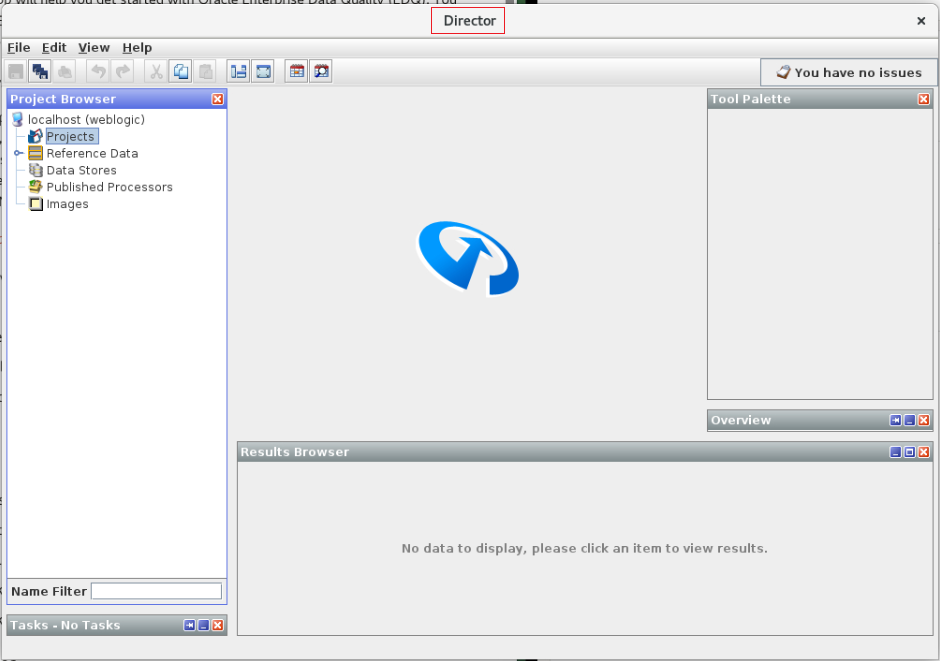 op will help you get started with Oracle Enterprise Data Quality (EDQ). You
Director
File Edit View Help
You have no issues
Project Browser
localhost (weblogic)
Projects
Reference Data
Data Stores
Published Processors
Images
Name Filter
Tasks - No Tasks
Tool Palette
Overview
Results Browser
No data to display, please click an item to view results.